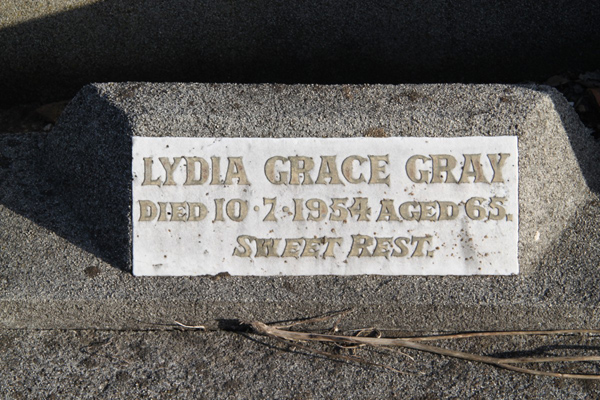 LYDIA GRACE GRAY
DIED 10·7·1954 AGED 65.
SWEET REST.